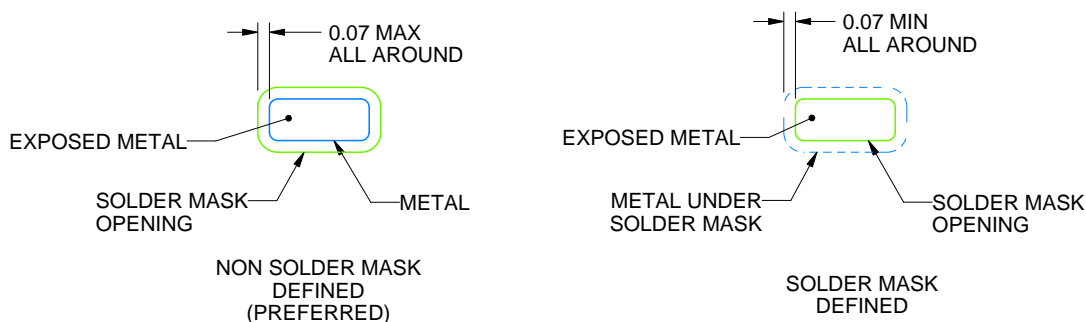 0.07 MAX
ALL AROUND
EXPOSED METAL
SOLDER MASK
OPENING
METAL
NON SOLDER MASK
DEFINED
(PREFERRED)
0.07 MIN
ALL AROUND
EXPOSED METAL
METAL UNDER
SOLDER MASK
SOLDER MASK
OPENING
SOLDER MASK
DEFINED